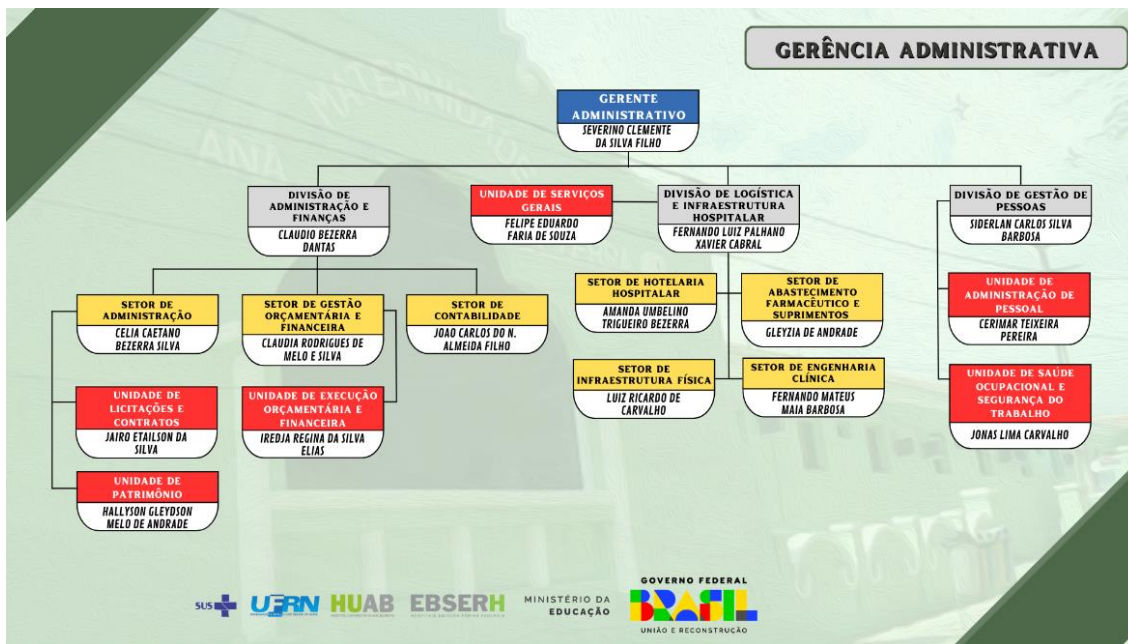 GERÊNCIA ADMINISTRATIVA
GERENTE
ADMINISTRATIVO
SEVERINO CLEMENTE
DA SILVA FILHO
DIVISÃO DE
ADMINISTRAÇÃO E
FINANÇAS
CLAUDIO BEZERRA
DANTAS
UNIDADE DE SERVIÇOS
GERAIS
FELIPE EDUARDO
FARIA DE SOUZA
DIVISÃO DE LOGÍSTICA
E INFRAESTRUTURA
HOSPITALAR
FERNANDO LUIZ PALHANO
XAVIER CABRAL
DIVISÃO DE GESTÃO DE
PESSOAS
SIDERLAN CARLOS SILVA
BARBOSA
SETOR DE
ADMINISTRAÇÃO
CELIA CAETANO
BEZERRA SILVA
SETOR DE GESTÃO
ORÇAMENTÁRIA E
FINANCEIRA
CLAUDIA RODRIGUES DE
MELO E SILVA
SETOR DE
CONTABILIDADE
JOAO CARLOS DO N.
ALMEIDA FILHO
SETOR DE HOTELARIA
HOSPITALAR
AMANDA UMBELINO
TRIGUEIRO BEZERRA
SETOR DE
ABASTECIMENTO
FARMACÊUTICO E
SUPRIMENTOS
GLEYZIA DE ANDRADE
UNIDADE DE
ADMINISTRAÇÃO DE
PESSOAL
CERIMAR TEIXEIRA
PEREIRA
UNIDADE DE
LICITAÇÕES E
CONTRATOS
JAIRO ETAILSON DA
SILVA
UNIDADE DE EXECUÇÃO
ORÇAMENTÁRIA E
FINANCEIRA
IREDJA REGINA DA SILVA
ELIAS
SETOR DE
INFRAESTRUTURA FÍSICA
LUIZ RICARDO DE
CARVALHO
SETOR DE ENGENHARIA
CLÍNICA
FERNANDO MATEUS
MAIA BARBOSA
UNIDADE DE SAÚDE
OCUPACIONAL E
SEGURANÇA DO
TRABALHO
JONAS LIMA CARVALHO
UNIDADE DE
PATRIMÔNIO
HALLYSON GLEYDSON
MELO DE ANDRADE
SUS
UFRN
HUAB
EBSERH
MINISTÉRIO DA
EDUCAÇÃO
GOVERNO FEDERAL
BRASIL
UNIÃO E RECONSTRUÇÃO